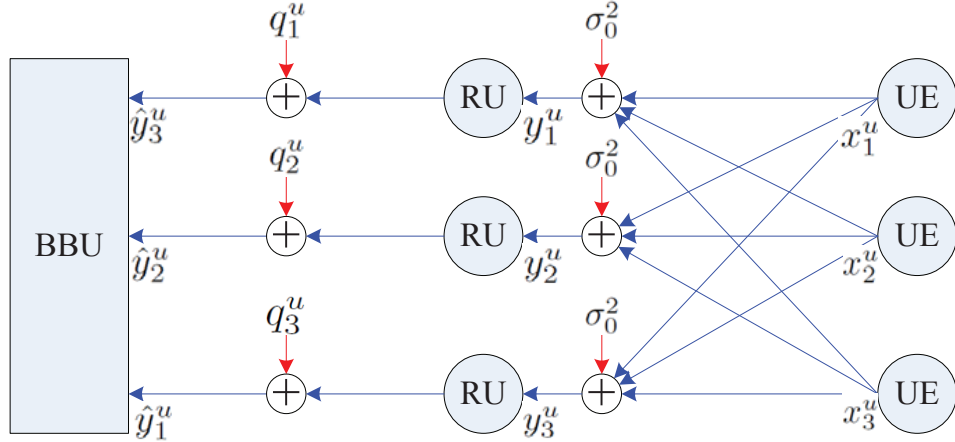 q_1^u
σ_0^2
RU
UE
ŷ_3^u
y_1^u
x_1^u
q_2^u
σ_0^2
BBU
RU
UE
ŷ_2^u
y_2^u
x_2^u
q_3^u
σ_0^2
RU
UE
ŷ_1^u
y_3^u
x_3^u